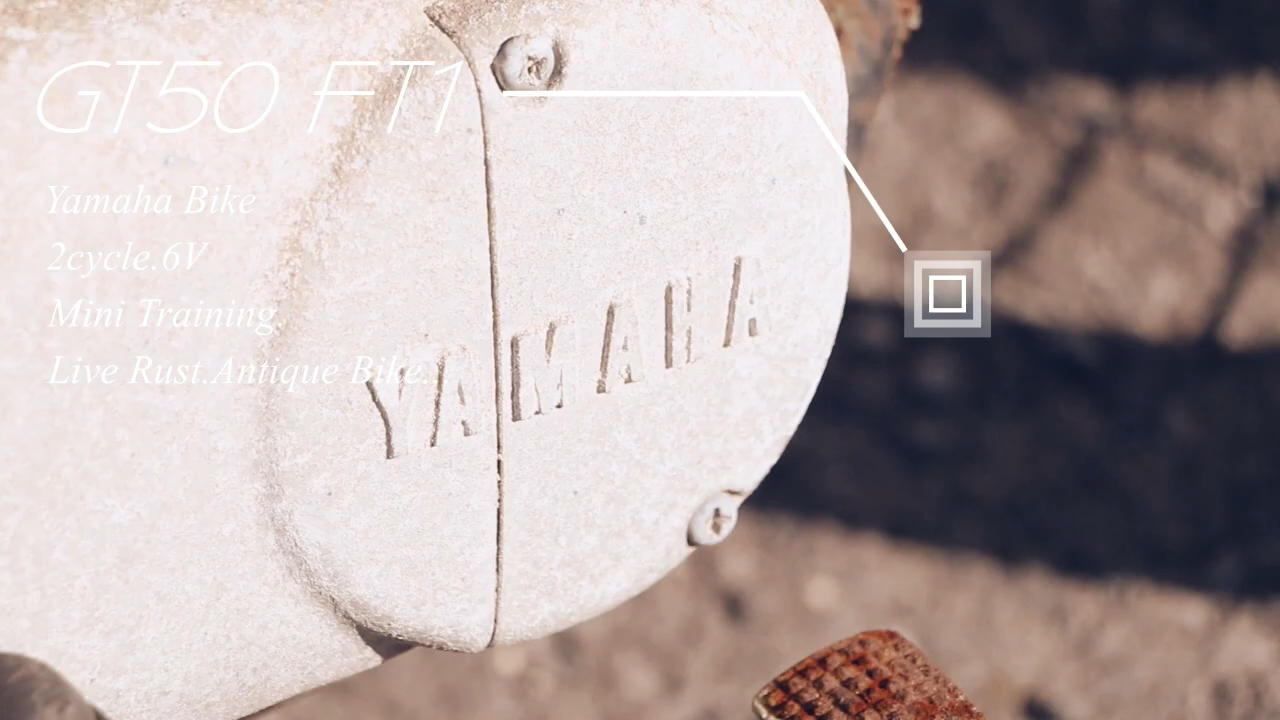 GT50 FT1
Yamaha Bike
2cycle.6V
Mini Training
Live Rust.Antique Bike.
YAMAHA